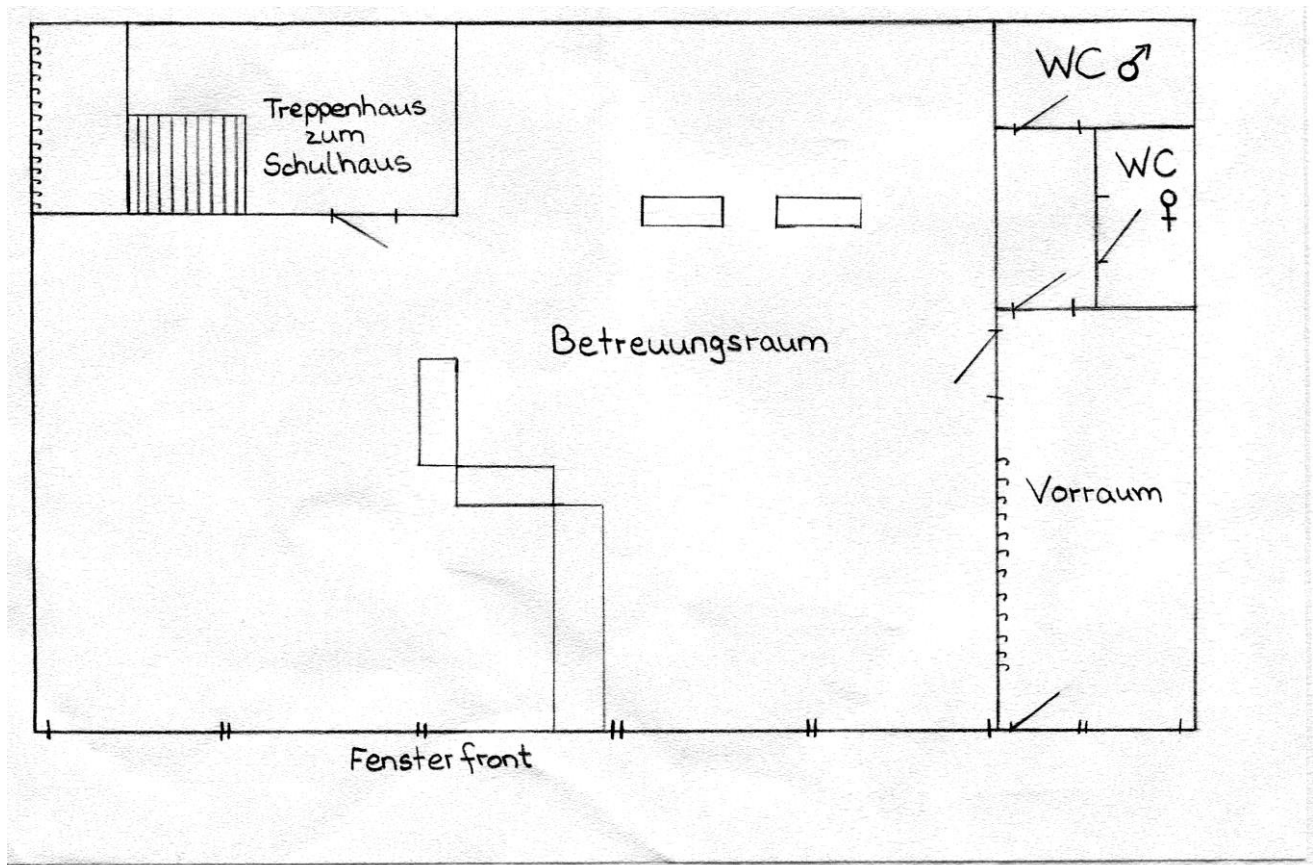 WC ♂
Treppenhaus
zum
Schulhaus
WC
♀
Betreuungsraum
Vorraum
Fensterfront